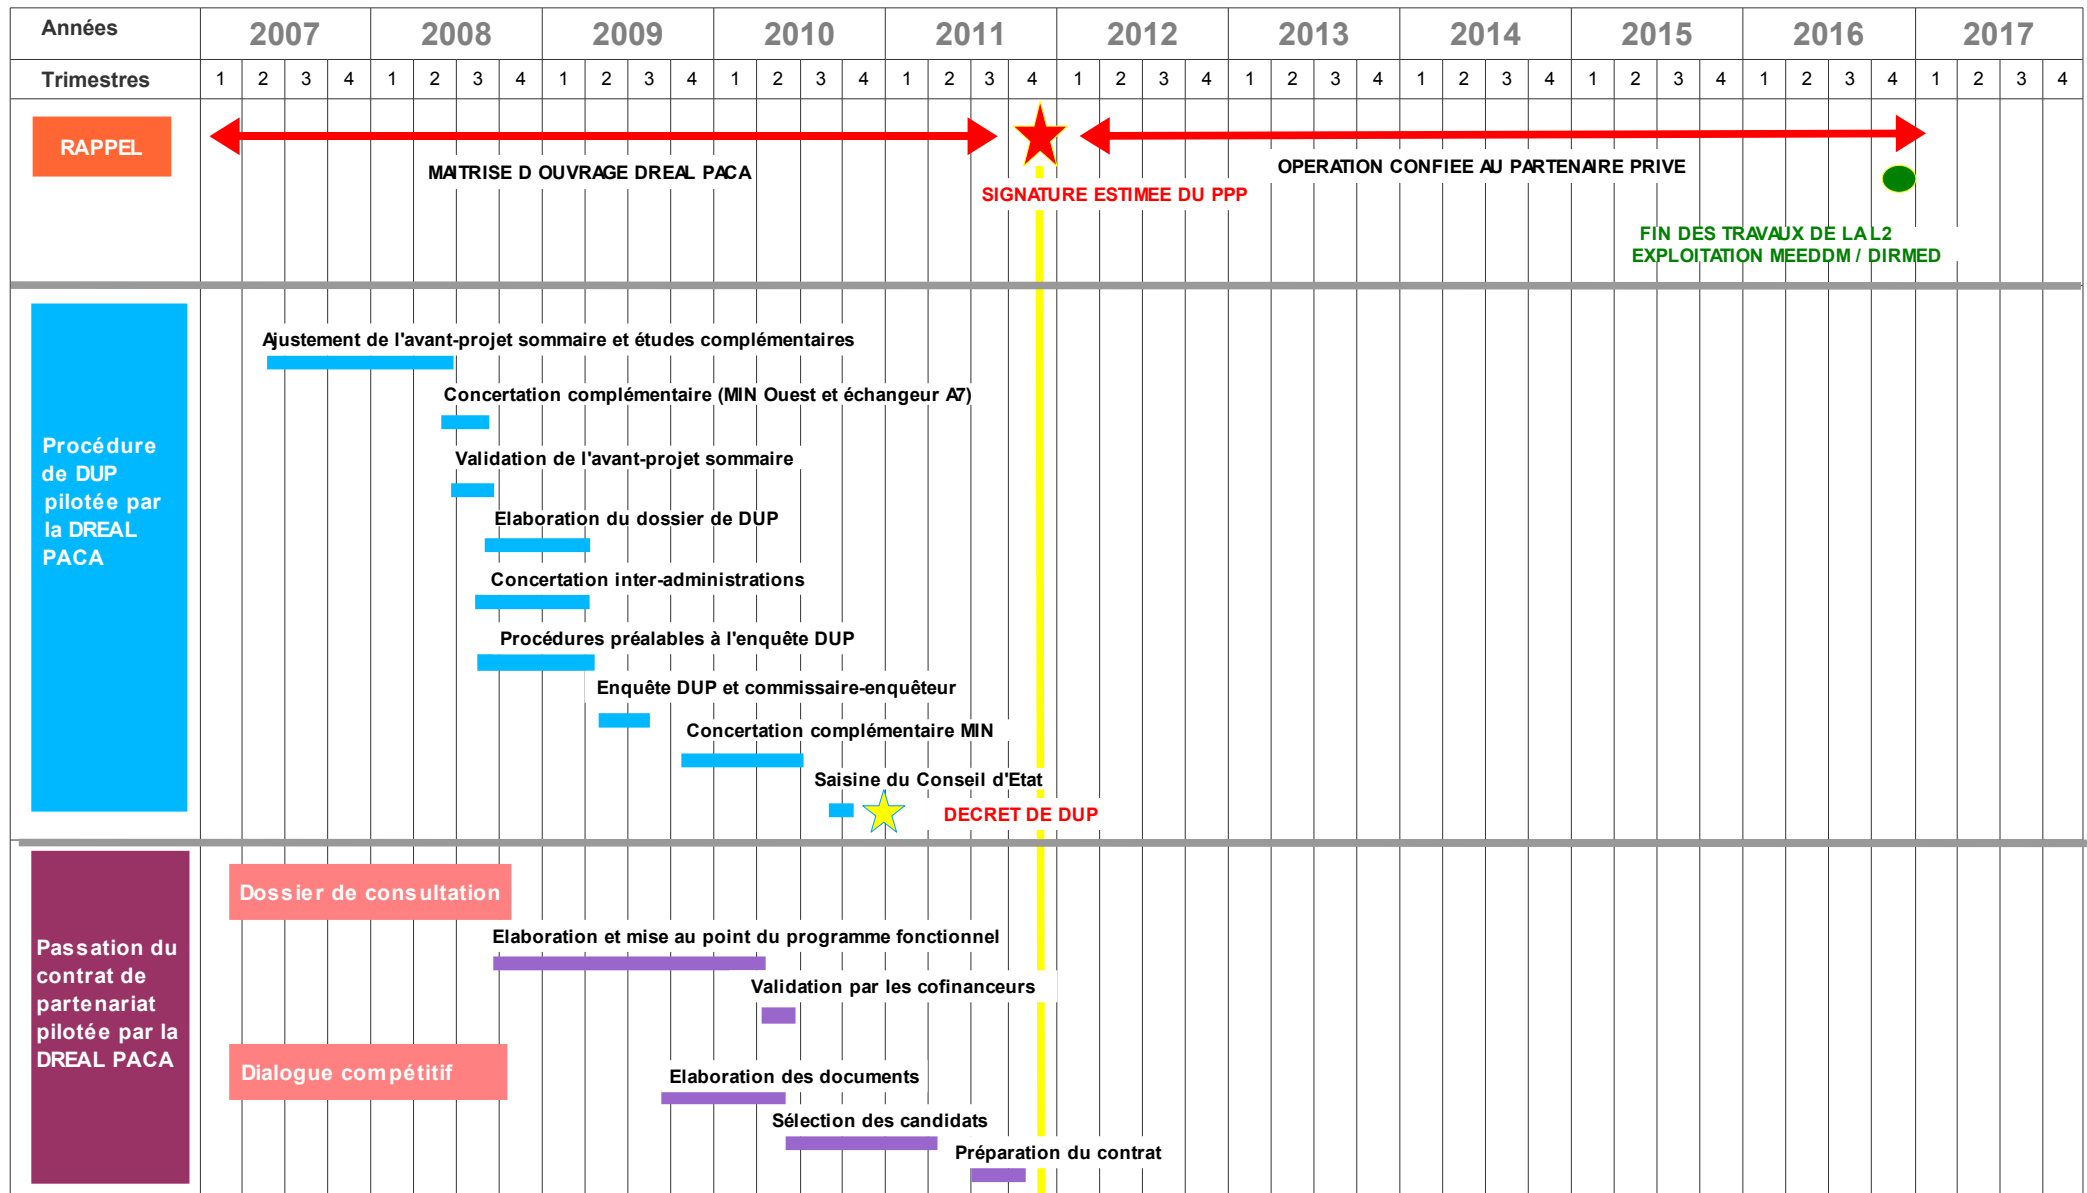 Années 2007 2008 2009 2010 2011 2012 2013 2014 2015 2016 2017
Trimestres 1 2 3 4 1 2 3 4 1 2 3 4 1 2 3 4 1 2 3 4 1 2 3 4 1 2 3 4 1 2 3 4 1 2 3 4 1 2 3 4 1 2 3 4
RAPPEL
MAITRISE D OUVRAGE DREAL PACA
SIGNATURE ESTIMEE DU PPP
OPERATION CONFIEE AU PARTENAIRE PRIVE
FIN DES TRAVAUX DE LA L2
EXPLOITATION MEEDDM / DIRMED
Procédure
de DUP
pilotée par
la DREAL
PACA
Ajustement de l'avant-projet sommaire et études complémentaires
Concertation complémentaire (MIN Ouest et échangeur A7)
Validation de l'avant-projet sommaire
Elaboration du dossier de DUP
Concertation inter-administrations
Procédures préalables à l'enquête DUP
Enquête DUP et commissaire-enquêteur
Concertation complémentaire MIN
Saisine du Conseil d'Etat
DECRET DE DUP
Passation du
contrat de
partenariat
pilotée par la
DREAL PACA
Dossier de consultation
Elaboration et mise au point du programme fonctionnel
Validation par les cofinanceurs
Dialogue compétitif
Elaboration des documents
Sélection des candidats
Préparation du contrat